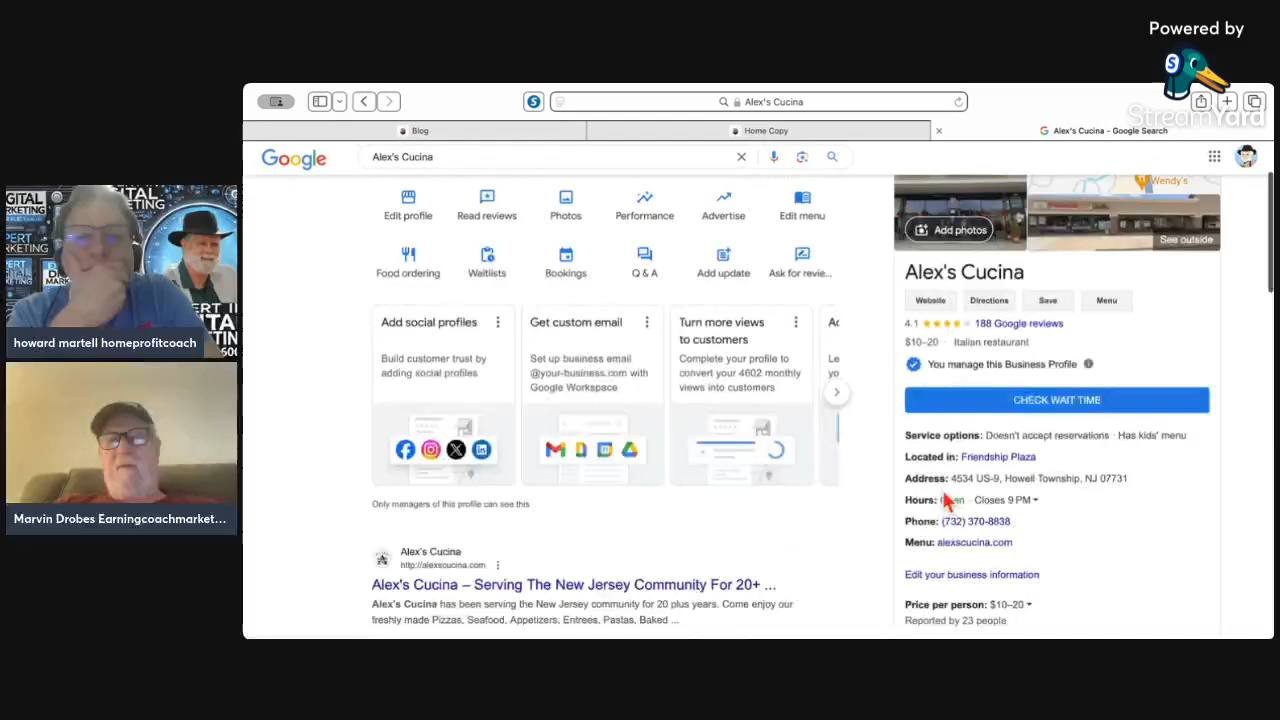 Powered by
StreamYard
Alex's Cucina
Blog
Home Copy
Alex's Cucina - Google Search
Google
Alex's Cucina
Edit profile
Read reviews
Photos
Performance
Advertise
Edit menu
Food ordering
Waitlists
Bookings
Q & A
Add update
Ask for revie...
Add social profiles
Build customer trust by
adding social profiles
Get custom email
Set up business email
@your-business.com with
Google Workspace
Turn more views
to customers
Complete your profile to
convert your 4602 monthly
views into customers
Only managers of this profile can see this
Alex's Cucina
http://alexscucina.com
Alex's Cucina – Serving The New Jersey Community For 20+ ...
Alex's Cucina has been serving the New Jersey community for 20 plus years. Come enjoy our
freshly made Pizzas, Seafood, Appetizers, Entrees, Pastas, Baked ...
Wendy's
Add photos
See outside
Alex's Cucina
Website
Directions
Save
Menu
4.1 188 Google reviews
$10–20 · Italian restaurant
You manage this Business Profile
CHECK WAIT TIME
Service options: Doesn't accept reservations · Has kids' menu
Located in: Friendship Plaza
Address: 4534 US-9, Howell Township, NJ 07731
Hours: · Closes 9 PM
Phone: (732) 370-8838
Menu: alexscucina.com
Edit your business information
Price per person: $10–20
Reported by 23 people
howard martell homeprofitcoach
Marvin Drobes Earningcoachmarket...